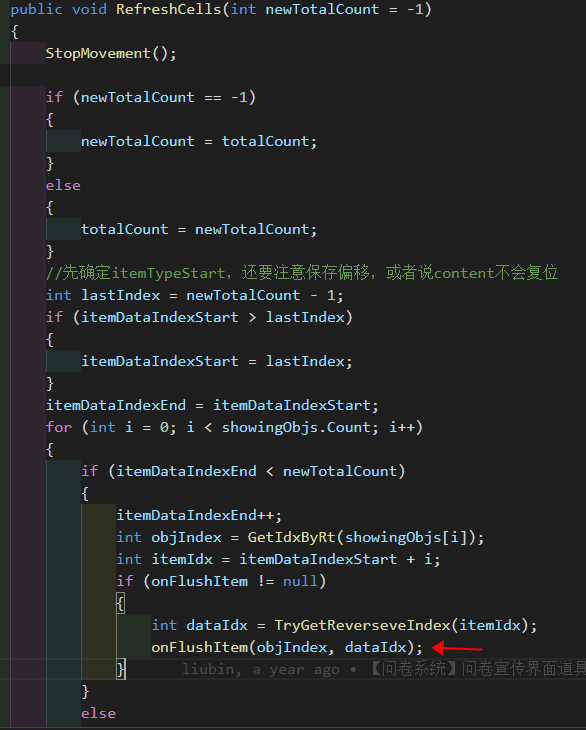 public void RefreshCells(int newTotalCount = -1)
{
StopMovement();
if (newTotalCount == -1)
{
newTotalCount = totalCount;
}
else
{
totalCount = newTotalCount;
}
//先确定itemTypeStart，还要注意保存偏移，或者说content不会复位
int lastIndex = newTotalCount - 1;
if (itemDataIndexStart > lastIndex)
{
itemDataIndexStart = lastIndex;
}
itemDataIndexEnd = itemDataIndexStart;
for (int i = 0; i < showingObjs.Count; i++)
{
if (itemDataIndexEnd < newTotalCount)
{
itemDataIndexEnd++;
int objIndex = GetIdxByRt(showingObjs[i]);
int itemIdx = itemDataIndexStart + i;
if (onFlushItem != null)
{
int dataIdx = TryGetReverseveIndex(itemIdx);
onFlushItem(objIndex, dataIdx);
} liubin, a year ago • 【问卷系统】问卷宣传界面道具
}
else